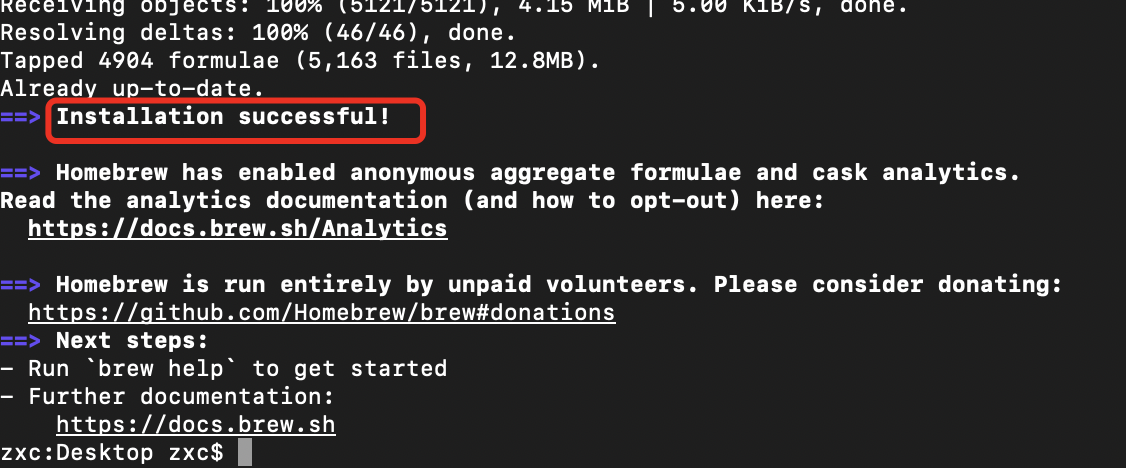 Receiving objects: 100% (5121/5121), 4.15 MiB | 5.00 KiB/s, done.
Resolving deltas: 100% (46/46), done.
Tapped 4904 formulae (5,163 files, 12.8MB).
Already up-to-date.
==> Installation successful!
==> Homebrew has enabled anonymous aggregate formulae and cask analytics.
Read the analytics documentation (and how to opt-out) here:
https://docs.brew.sh/Analytics
==> Homebrew is run entirely by unpaid volunteers. Please consider donating:
https://github.com/Homebrew/brew#donations
==> Next steps:
- Run `brew help` to get started
- Further documentation:
https://docs.brew.sh
zxc:Desktop zxc$